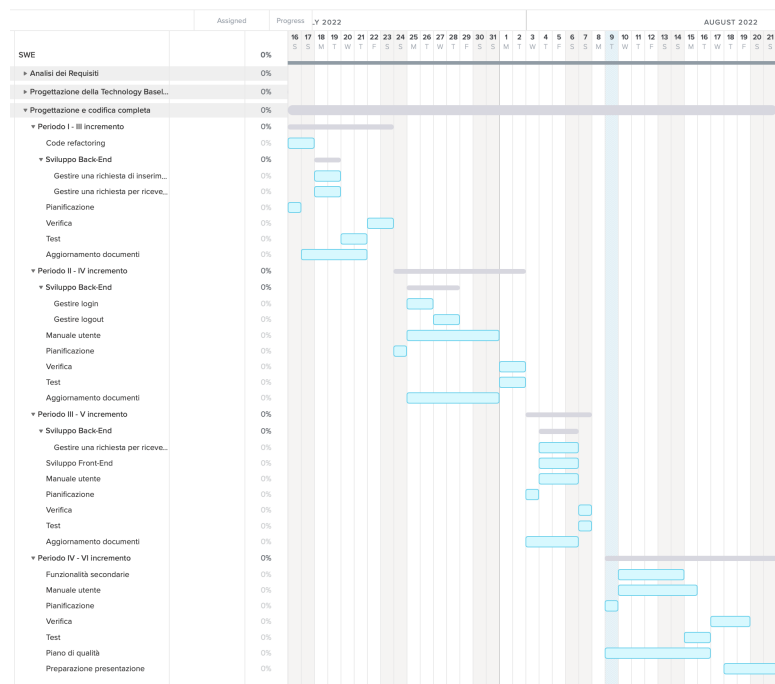 Assigned Progress LY 2022 AUGUST 2022
16 17 18 19 20 21 22 23 24 25 26 27 28 29 30 31 1 2 3 4 5 6 7 8 9 10 11 12 13 14 15 16 17 18 19 20 21
S S M T W T F S S M T W T F S S M T W T F S S M T W T F S S M T W T F S S
SWE 0%
Analisi dei Requisiti 0%
Progettazione della Technology Basel... 0%
Progettazione e codifica completa 0%
Periodo I - III incremento 0%
Code refactoring 0%
Sviluppo Back-End 0%
Gestire una richiesta di inserim... 0%
Gestire una richiesta per riceve... 0%
Pianificazione 0%
Verifica 0%
Test 0%
Aggiornamento documenti 0%
Periodo II - IV incremento 0%
Sviluppo Back-End 0%
Gestire login 0%
Gestire logout 0%
Manuale utente 0%
Pianificazione 0%
Verifica 0%
Test 0%
Aggiornamento documenti 0%
Periodo III - V incremento 0%
Sviluppo Back-End 0%
Gestire una richiesta per riceve... 0%
Sviluppo Front-End 0%
Manuale utente 0%
Pianificazione 0%
Verifica 0%
Test 0%
Aggiornamento documenti 0%
Periodo IV - VI incremento 0%
Funzionalità secondarie 0%
Manuale utente 0%
Pianificazione 0%
Verifica 0%
Test 0%
Piano di qualità 0%
Preparazione presentazione 0%